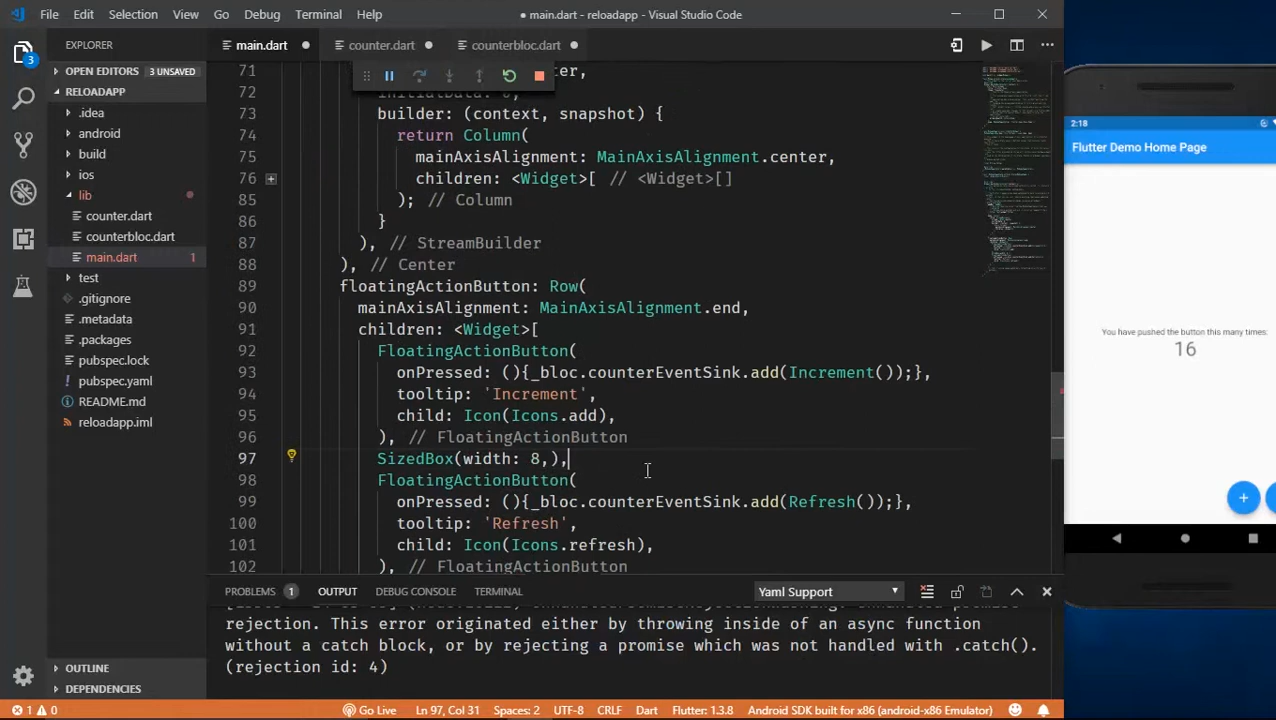 File Edit Selection View Go Debug Terminal Help
● main.dart - reloadapp - Visual Studio Code
EXPLORER
main.dart
counter.dart
counterbloc.dart
OPEN EDITORS 3 UNSAVED
RELOADAPP
.idea
android
build
ios
lib
counter.dart
counterbloc.dart
main.dart 1
test
.gitignore
.metadata
.packages
pubspec.lock
pubspec.yaml
README.md
reloadapp.iml
OUTLINE
DEPENDENCIES
3
71 ter,
72 initialData: 0,
73 builder: (context, snapshot) {
74 return Column(
75 mainAxisAlignment: MainAxisAlignment.center,
76 children: <Widget>[ // <Widget>[]
85 ); // Column
86 }
87 ), // StreamBuilder
88 ), // Center
89 floatingActionButton: Row(
90 mainAxisAlignment: MainAxisAlignment.end,
91 children: <Widget>[
92 FloatingActionButton(
93 onPressed: (){_bloc.counterEventSink.add(Increment());},
94 tooltip: 'Increment',
95 child: Icon(Icons.add),
96 ), // FloatingActionButton
97 SizedBox(width: 8,),
98 FloatingActionButton(
99 onPressed: (){_bloc.counterEventSink.add(Refresh());},
100 tooltip: 'Refresh',
101 child: Icon(Icons.refresh),
102 ), // FloatingActionButton
PROBLEMS 1 OUTPUT DEBUG CONSOLE TERMINAL Yaml Support
rejection. This error originated either by throwing inside of an async function
without a catch block, or by rejecting a promise which was not handled with .catch().
(rejection id: 4)
1 0 Go Live Ln 97, Col 31 Spaces: 2 UTF-8 CRLF Dart Flutter: 1.3.8 Android SDK built for x86 (android-x86 Emulator)
2:18
Flutter Demo Home Page
You have pushed the button this many times:
16